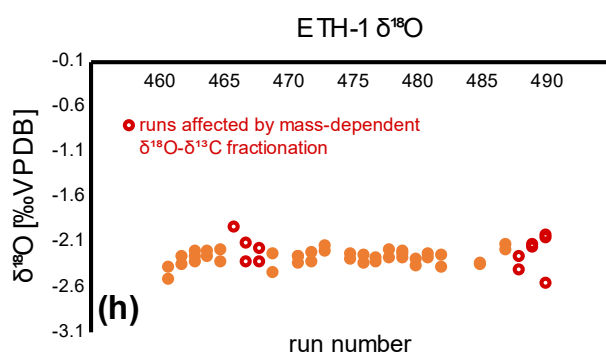 ETH-1 δ¹⁸O
-0.1
460 465 470 475 480 485 490
-0.6
runs affected by mass-dependent
δ¹⁸O-δ¹³C fractionation
-1.1
-1.6
-2.1
-2.6
-3.1
δ¹⁸O [‰VPDB]
(h)
run number